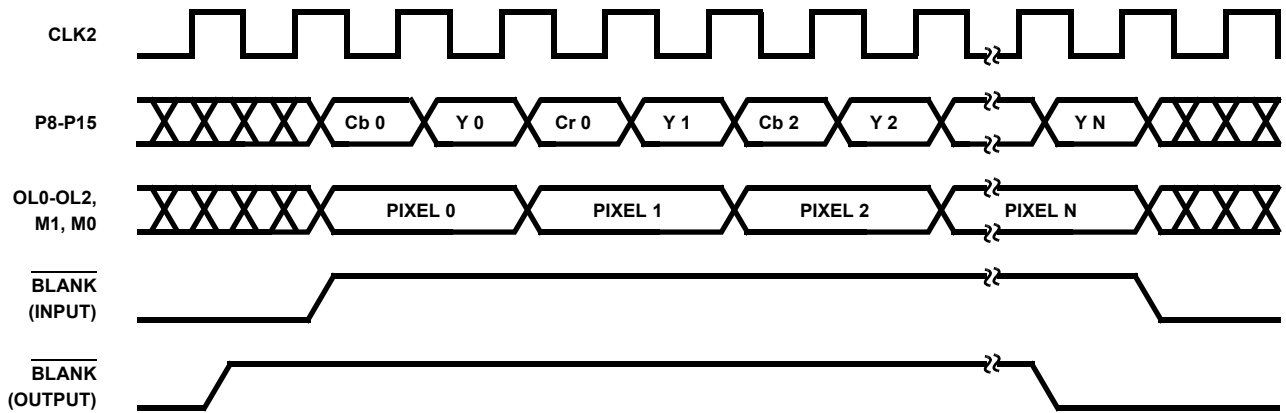 CLK2
P8-P15
Cb 0 Y 0 Cr 0 Y 1 Cb 2 Y 2 Y N
OL0-OL2,
M1, M0
PIXEL 0 PIXEL 1 PIXEL 2 PIXEL N
BLANK
(INPUT)
BLANK
(OUTPUT)